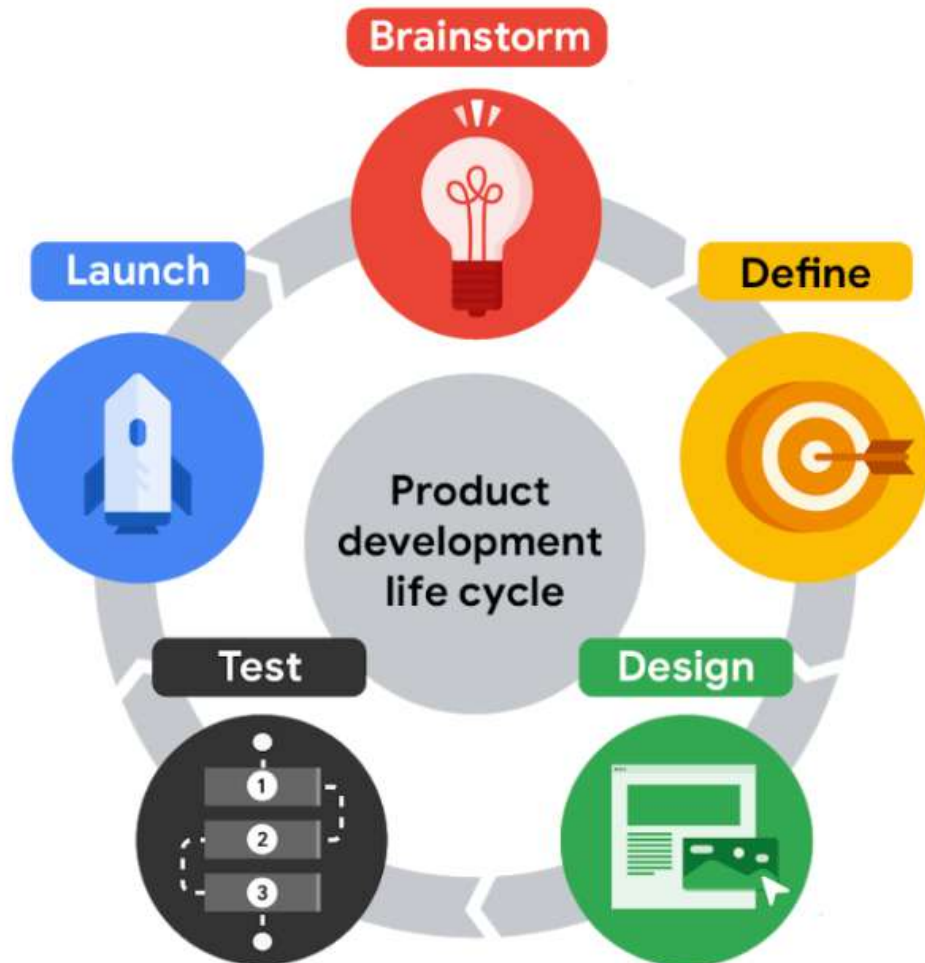 Brainstorm
Launch
Define
Product
development
life cycle
Test
Design
1
2
3